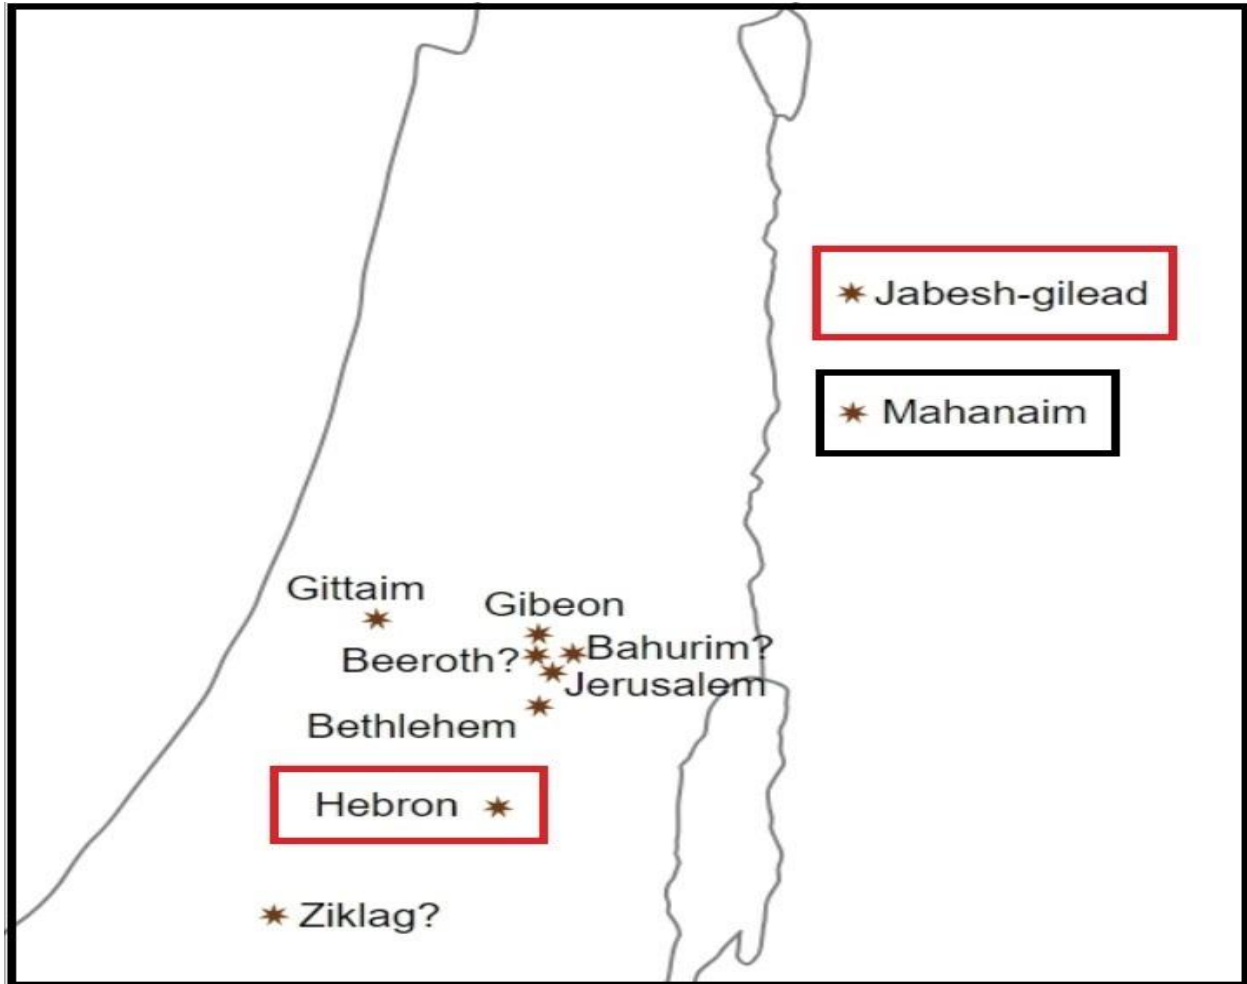 Jabesh-gilead
Mahanaim
Gittaim
Gibeon
Bahurim?
Beeroth?
Jerusalem
Bethlehem
Hebron
Ziklag?